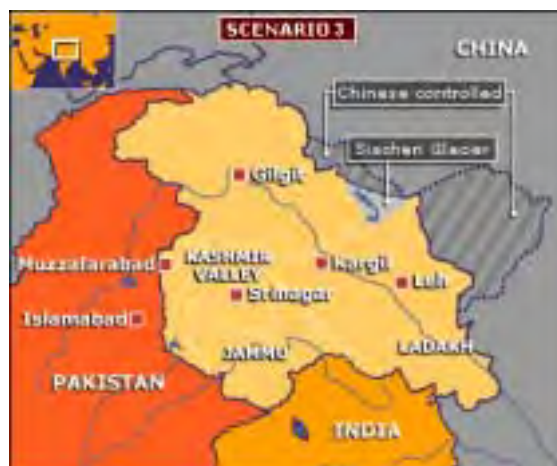 SCENARIO 3
CHINA
Chinese controlled
Siachen Glacier
Gilgit
Muzzafarabad
KASHMIR
VALLEY
Kargil
Leh
Srinagar
Islamabad
JAMMU
LADAKH
PAKISTAN
INDIA